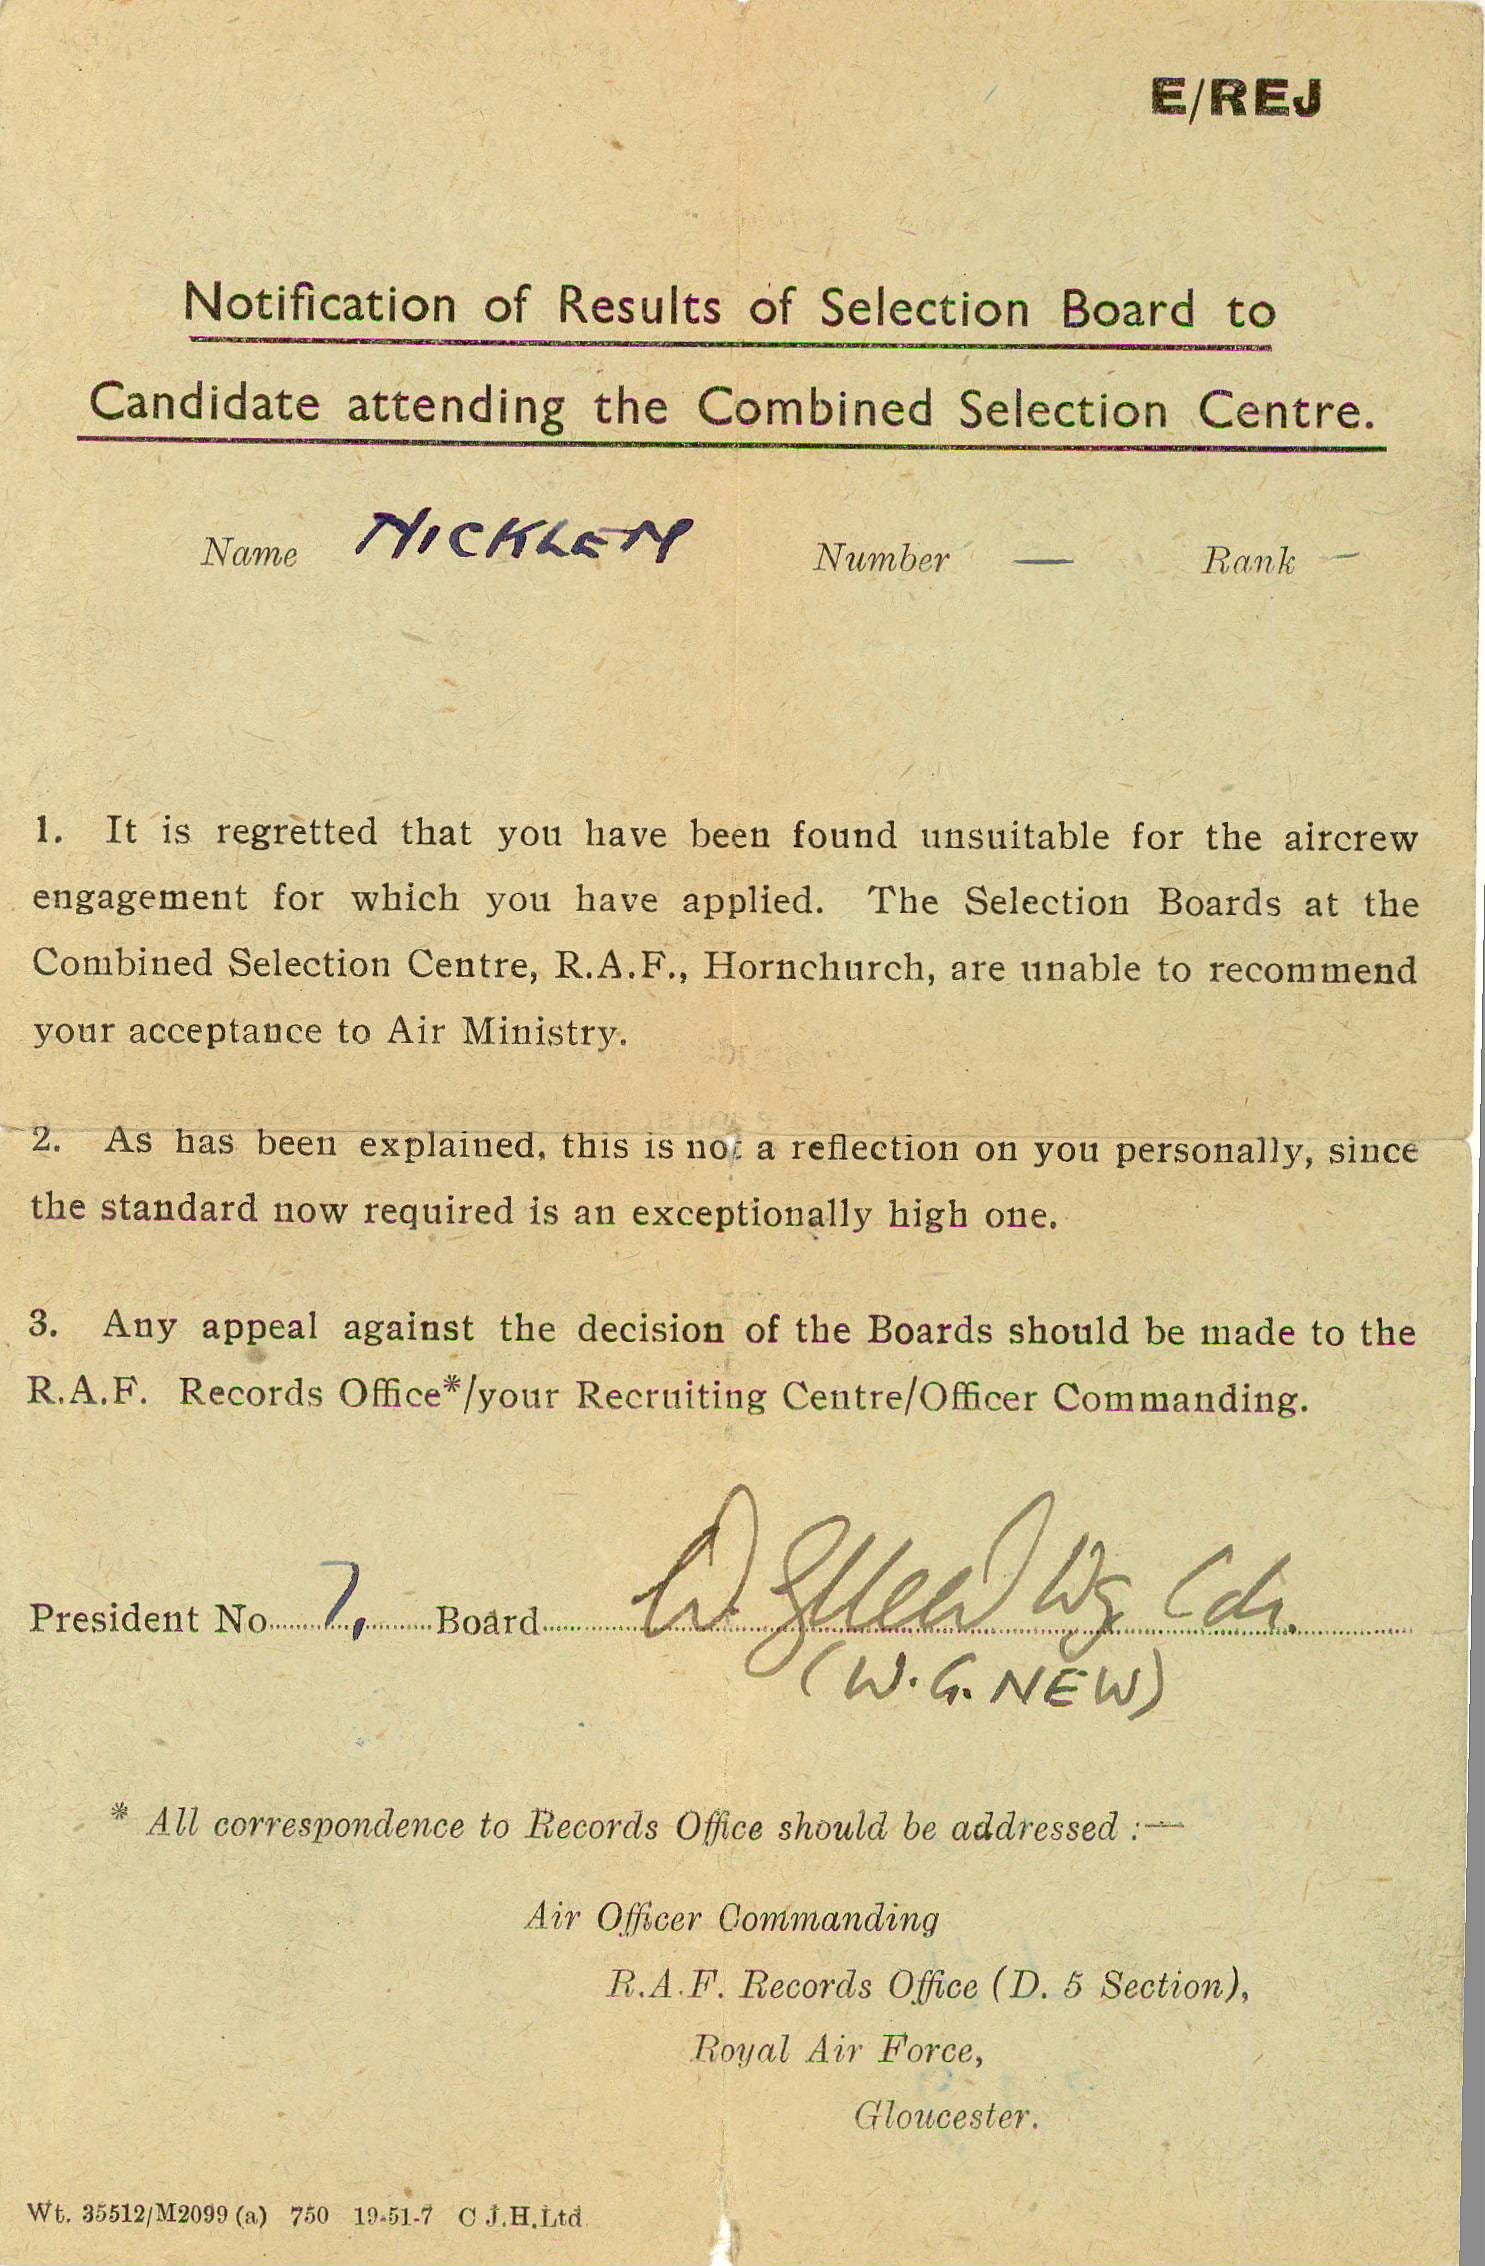 E/REJ
Notification of Results of Selection Board to
Candidate attending the Combined Selection Centre.
Name NICKLEM Number — Rank —
1. It is regretted that you have been found unsuitable for the aircrew
engagement for which you have applied. The Selection Boards at the
Combined Selection Centre, R.A.F., Hornchurch, are unable to recommend
your acceptance to Air Ministry.
2. As has been explained, this is not a reflection on you personally, since
the standard now required is an exceptionally high one.
3. Any appeal against the decision of the Boards should be made to the
R.A.F. Records Office*/your Recruiting Centre/Officer Commanding.
President No. 7. Board W. G New Wg Cdr.
(W. G. NEW)
* All correspondence to Records Office should be addressed :—
Air Officer Commanding
R.A.F. Records Office (D. 5 Section),
Royal Air Force,
Gloucester.
Wt. 35512/M2099 (a) 750 19-51-7 C J.H.Ltd